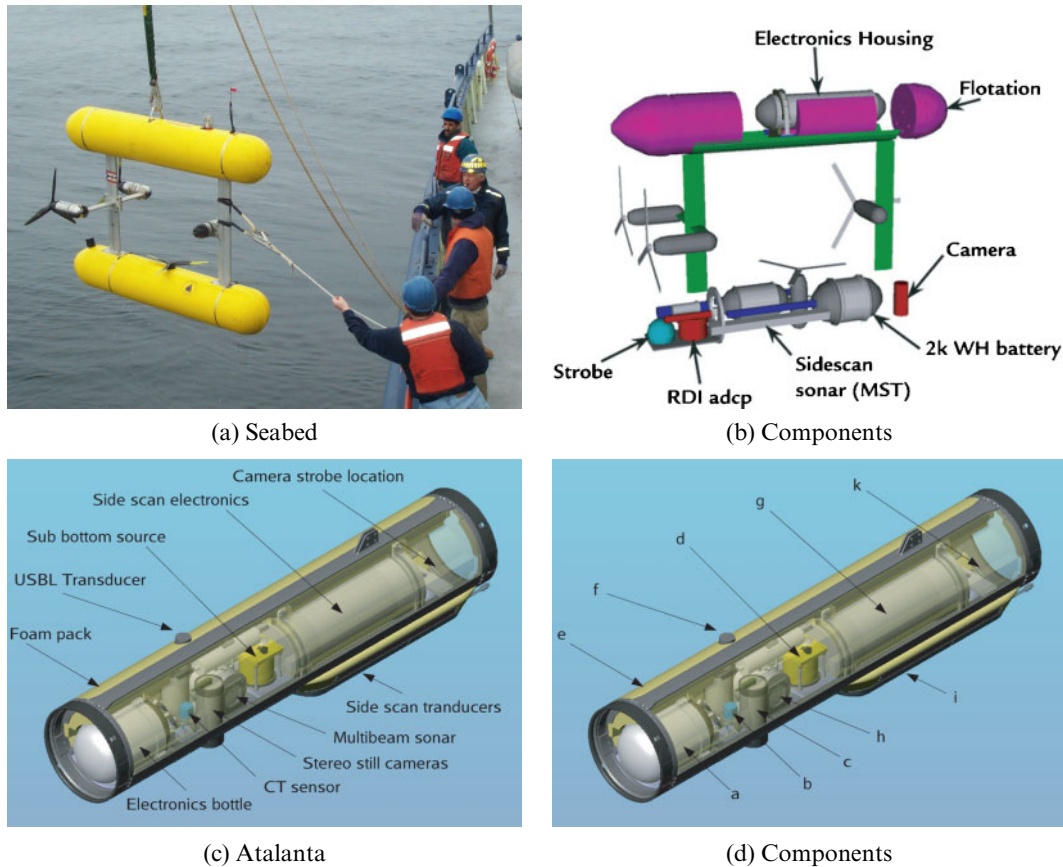 Electronics Housing
Flotation
Camera
Strobe
RDI adcp
Sidescan
sonar (MST)
2k WH battery
(a) Seabed
(b) Components
Camera strobe location
Side scan electronics
Sub bottom source
USBL Transducer
Foam pack
Side scan tranducers
Multibeam sonar
Stereo still cameras
CT sensor
Electronics bottle
k
g
d
f
e
i
h
c
b
a
(c) Atalanta
(d) Components